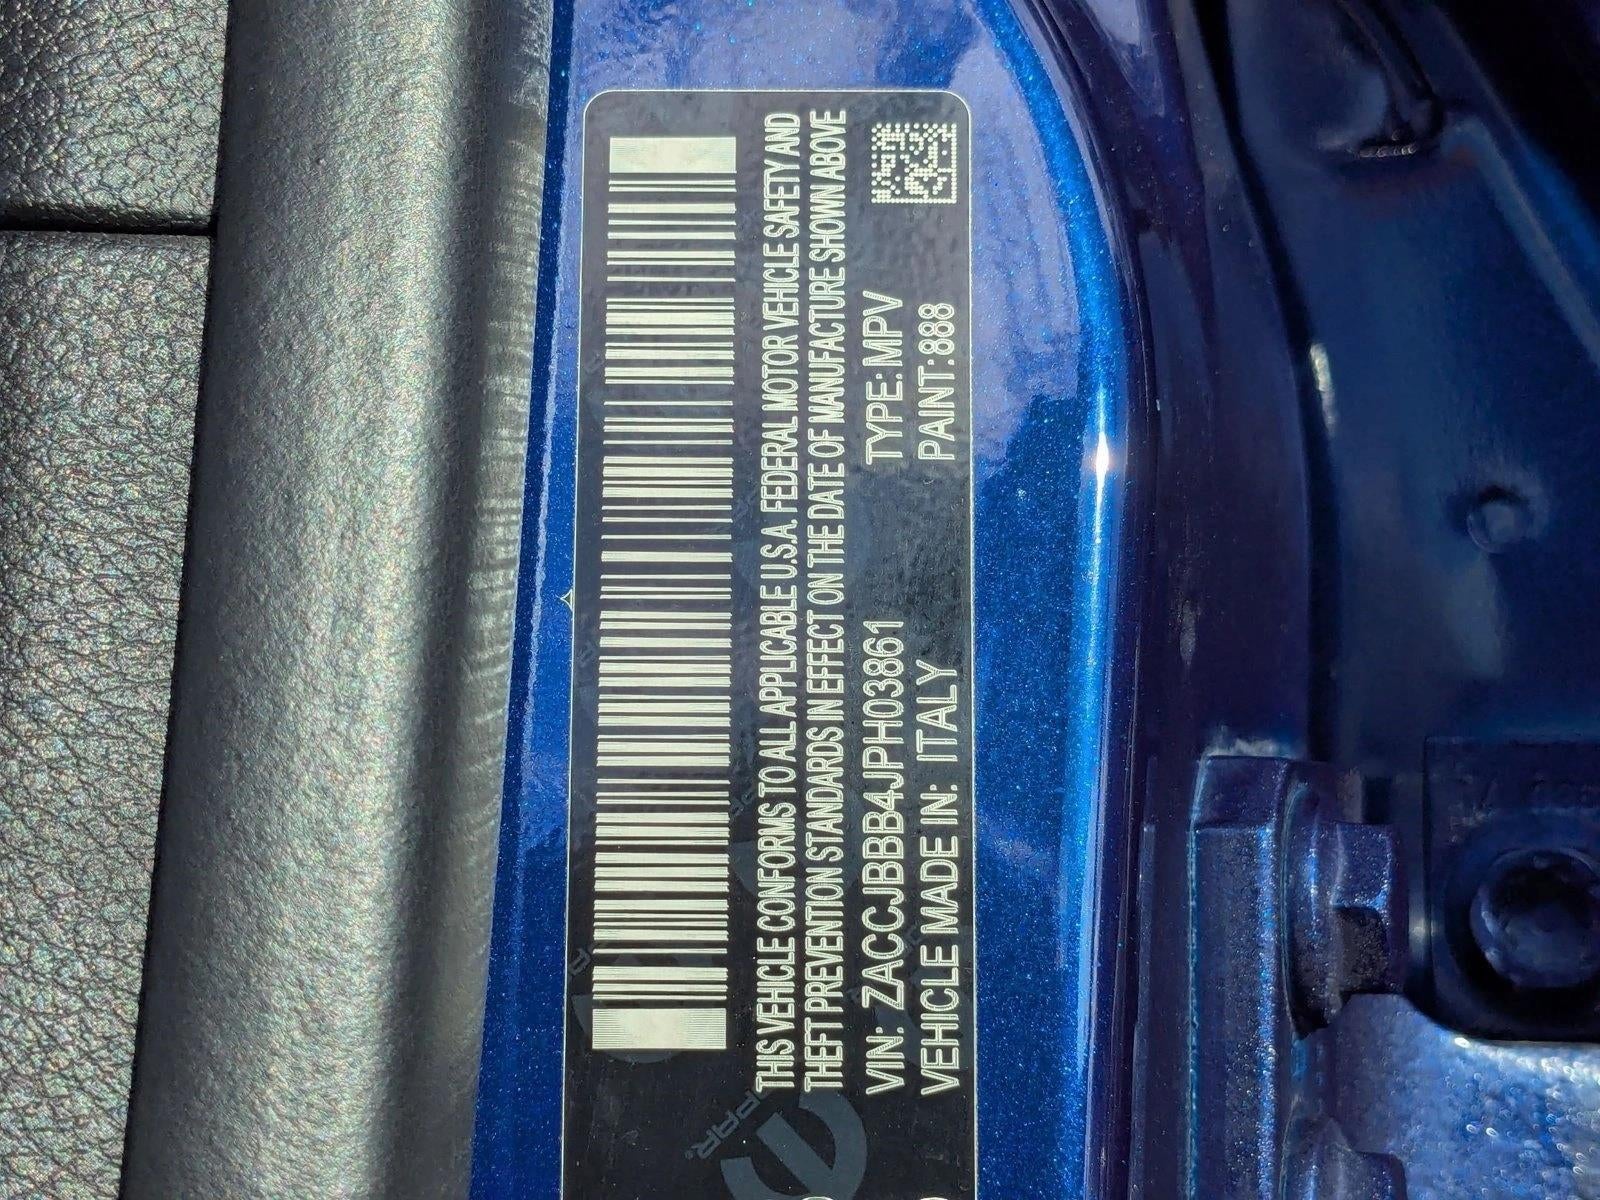 THIS VEHICLE CONFORMS TO ALL APPLICABLE U.S.A. FEDERAL MOTOR VEHICLE SAFETY AND
THEFT PREVENTION STANDARDS IN EFFECT ON THE DATE OF MANUFACTURE SHOWN ABOVE
VIN: ZACCJBBB4JPH03861 TYPE: MPV
VEHICLE MADE IN: ITALY PAINT: 888